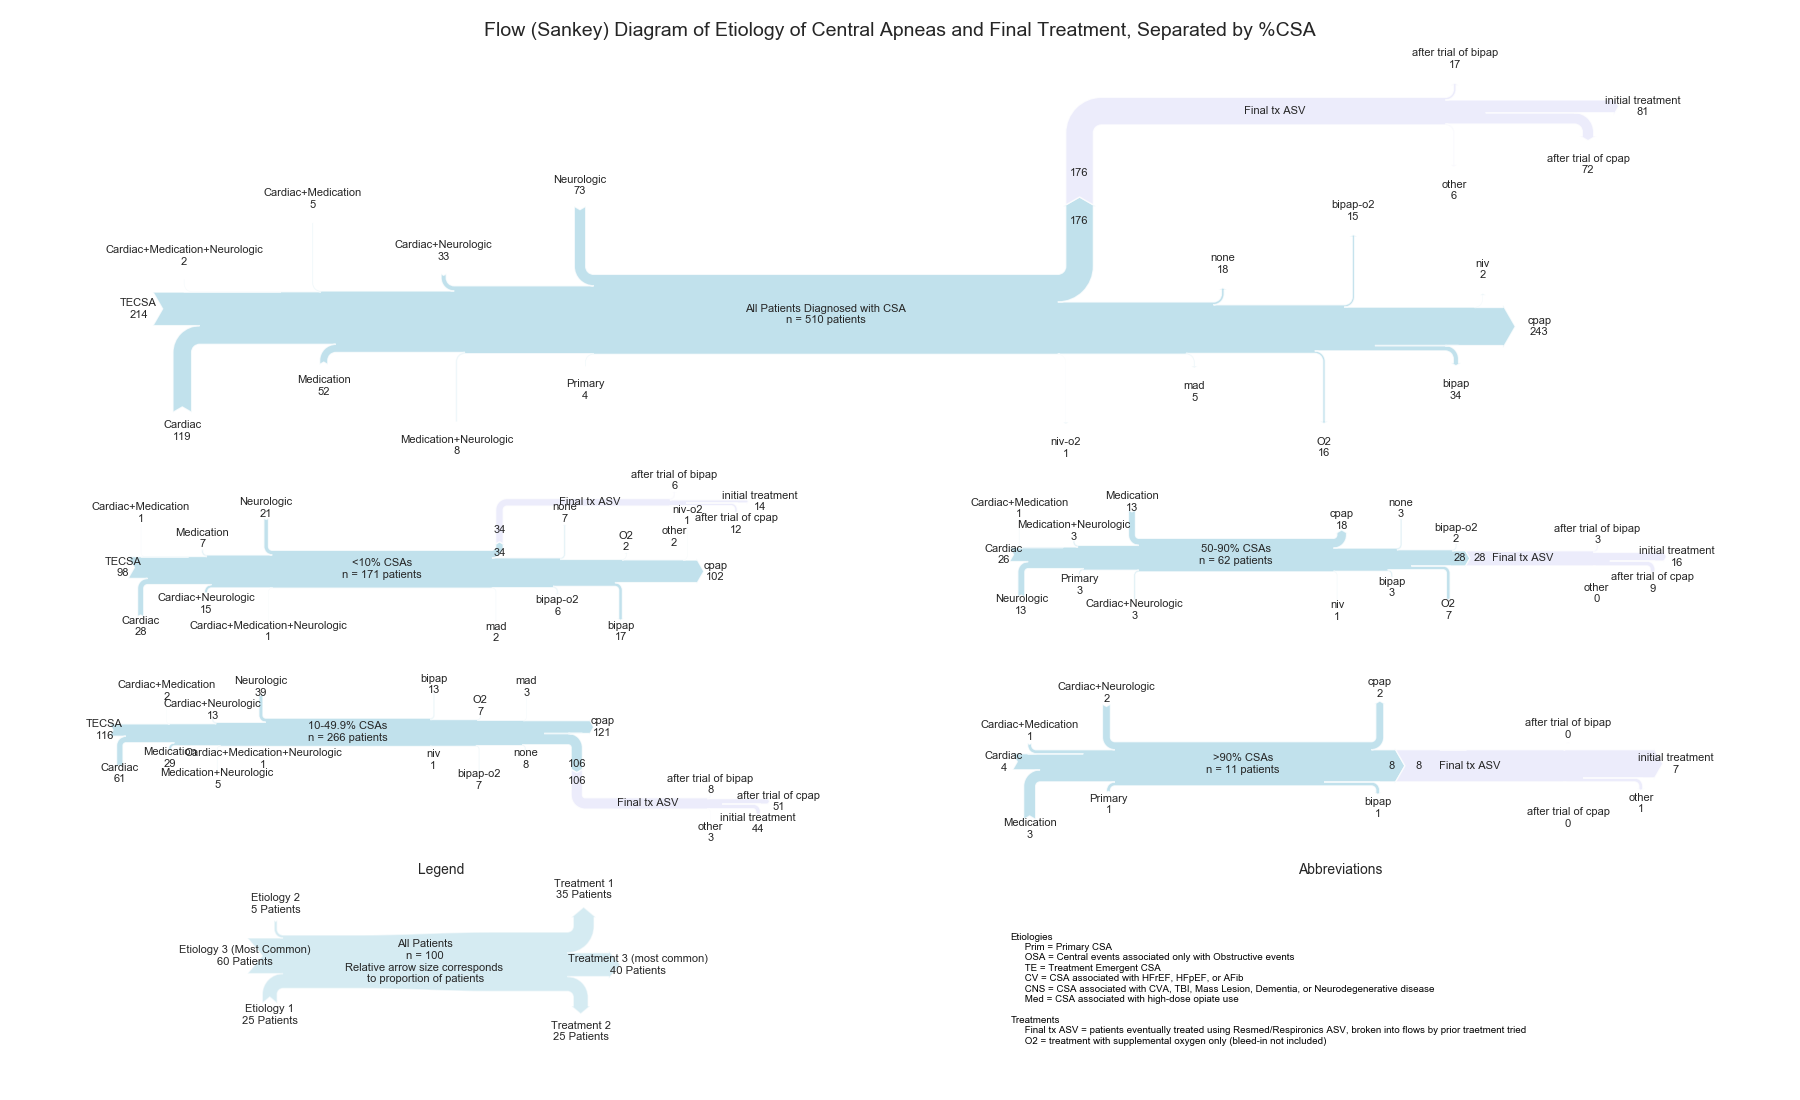 Flow (Sankey) Diagram of Etiology of Central Apneas and Final Treatment, Separated by %CSA
after trial of bipap
17
Final tx ASV
initial treatment
81
after trial of cpap
72
other
6
176
176
Neurologic
73
Cardiac+Medication
5
Cardiac+Neurologic
33
Cardiac+Medication+Neurologic
2
TECSA
214
All Patients Diagnosed with CSA
n = 510 patients
bipap-o2
15
none
18
niv
2
cpap
243
Medication
52
Primary
4
Cardiac
119
Medication+Neurologic
8
mad
5
bipap
34
niv-o2
1
O2
16
after trial of bipap
6
Final tx ASV
initial treatment
14
after trial of cpap
12
niv-o2
1
other
2
none
7
34
34
Neurologic
21
Cardiac+Medication
1
Medication
7
TECSA
98
<10% CSAs
n = 171 patients
O2
2
cpap
102
Cardiac+Neurologic
15
Cardiac
28
Cardiac+Medication+Neurologic
1
mad
2
bipap-o2
6
bipap
17
Cardiac+Medication
1
Medication
13
Medication+Neurologic
3
Cardiac
26
50-90% CSAs
n = 62 patients
cpap
18
none
3
bipap-o2
2
28
28
Final tx ASV
after trial of bipap
3
initial treatment
16
after trial of cpap
9
other
0
Primary
3
Neurologic
13
Cardiac+Neurologic
3
niv
1
bipap
3
O2
7
Cardiac+Medication
2
Neurologic
39
Cardiac+Neurologic
13
TECSA
116
10-49.9% CSAs
n = 266 patients
bipap
13
O2
7
mad
3
cpap
121
Medication
29
Cardiac+Medication+Neurologic
1
Cardiac
61
Medication+Neurologic
5
niv
1
bipap-o2
7
none
8
106
106
Final tx ASV
after trial of bipap
8
after trial of cpap
51
initial treatment
44
other
3
Cardiac+Neurologic
2
Cardiac+Medication
1
Cardiac
4
>90% CSAs
n = 11 patients
cpap
2
8
8
Final tx ASV
after trial of bipap
0
initial treatment
7
other
1
after trial of cpap
0
Primary
1
Medication
3
bipap
1
Legend
Etiology 2
5 Patients
Treatment 1
35 Patients
Etiology 3 (Most Common)
60 Patients
All Patients
n = 100
Relative arrow size corresponds
to proportion of patients
Treatment 3 (most common)
40 Patients
Etiology 1
25 Patients
Treatment 2
25 Patients
Abbreviations
Etiologies
Prim = Primary CSA
OSA = Central events associated only with Obstructive events
TE = Treatment Emergent CSA
CV = CSA associated with HFrEF, HFpEF, or AFib
CNS = CSA associated with CVA, TBI, Mass Lesion, Dementia, or Neurodegenerative disease
Med = CSA associated with high-dose opiate use
Treatments
Final tx ASV = patients eventually treated using Resmed/Respironics ASV, broken into flows by prior traetment tried
O2 = treatment with supplemental oxygen only (bleed-in not included)